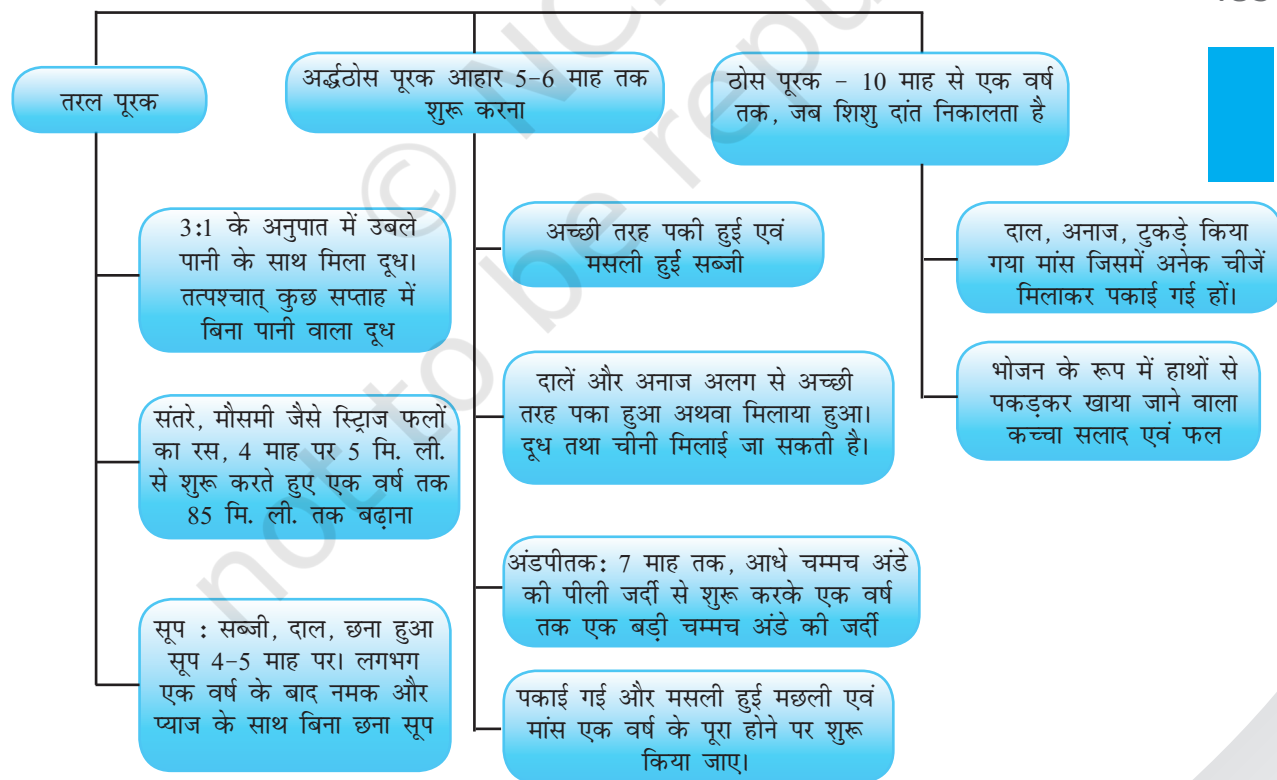 तरल पूरक
3:1 के अनुपात में उबले
पानी के साथ मिला दूध।
तत्पश्चात् कुछ सप्ताह में
बिना पानी वाला दूध
संतरे, मौसमी जैसे स्ट्रिाज फलों
का रस, 4 माह पर 5 मि. ली.
से शुरू करते हुए एक वर्ष तक
85 मि. ली. तक बढ़ाना
सूप : सब्जी, दाल, छना हुआ
सूप 4-5 माह पर। लगभग
एक वर्ष के बाद नमक और
प्याज के साथ बिना छना सूप
अर्द्धठोस पूरक आहार 5-6 माह तक
शुरू करना
अच्छी तरह पकी हुई एवं
मसली हुई सब्जी
दालें और अनाज अलग से अच्छी
तरह पका हुआ अथवा मिलाया हुआ।
दूध तथा चीनी मिलाई जा सकती है।
अंडपीतक: 7 माह तक, आधे चम्मच अंडे
की पीली जर्दी से शुरू करके एक वर्ष
तक एक बड़ी चम्मच अंडे की जर्दी
पकाई गई और मसली हुई मछली एवं
मांस एक वर्ष के पूरा होने पर शुरू
किया जाए।
ठोस पूरक - 10 माह से एक वर्ष
तक, जब शिशु दांत निकालता है
दाल, अनाज, टुकड़े किया
गया मांस जिसमें अनेक चीजें
मिलाकर पकाई गई हों।
भोजन के रूप में हाथों से
पकड़कर खाया जाने वाला
कच्चा सलाद एवं फल
not to be repu